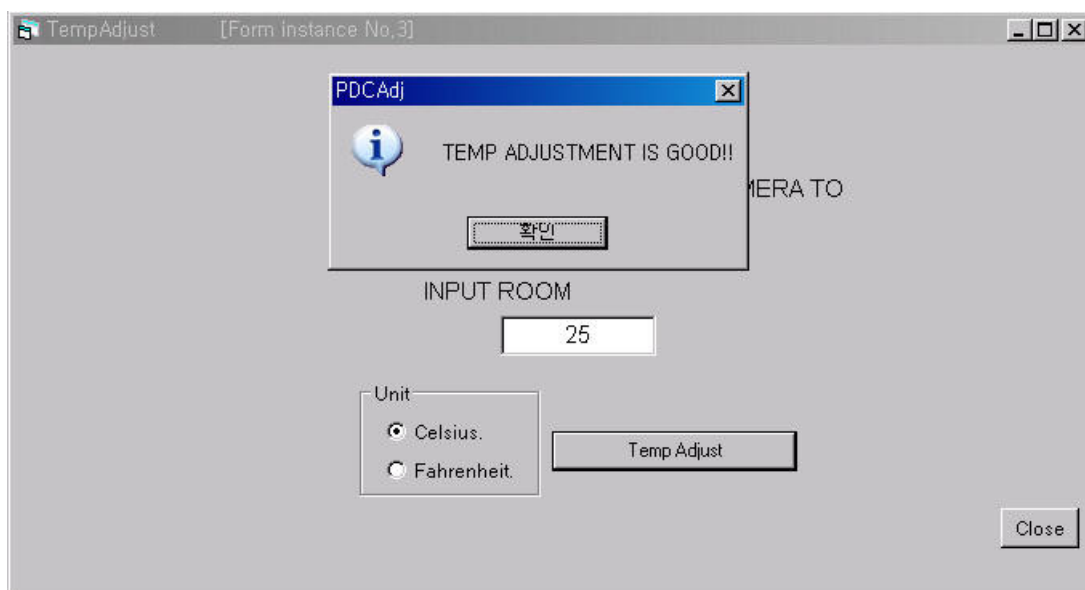 TempAdjust [Form instance No,3]
PDCAdj
TEMP ADJUSTMENT IS GOOD!!
TO
확인
INPUT ROOM
25
Unit
Celsius.
Fahrenheit.
Temp Adjust
Close